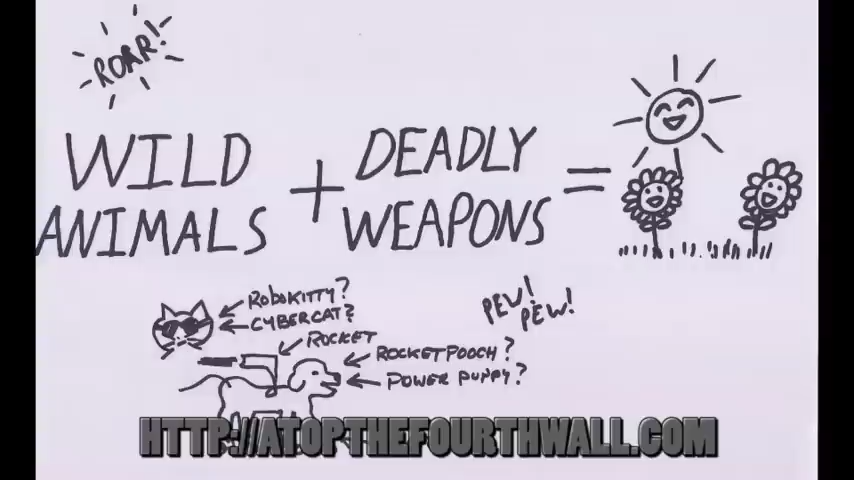 ROAR!
WILD + DEADLY =
ANIMALS WEAPONS
ROBOKITTY?
CYBERCAT?
PEW!
PEW!
ROCKET
ROCKETPOOCH?
POWER PUPPY?
HTTP://ATOPTHEFOURTHWALL.COM